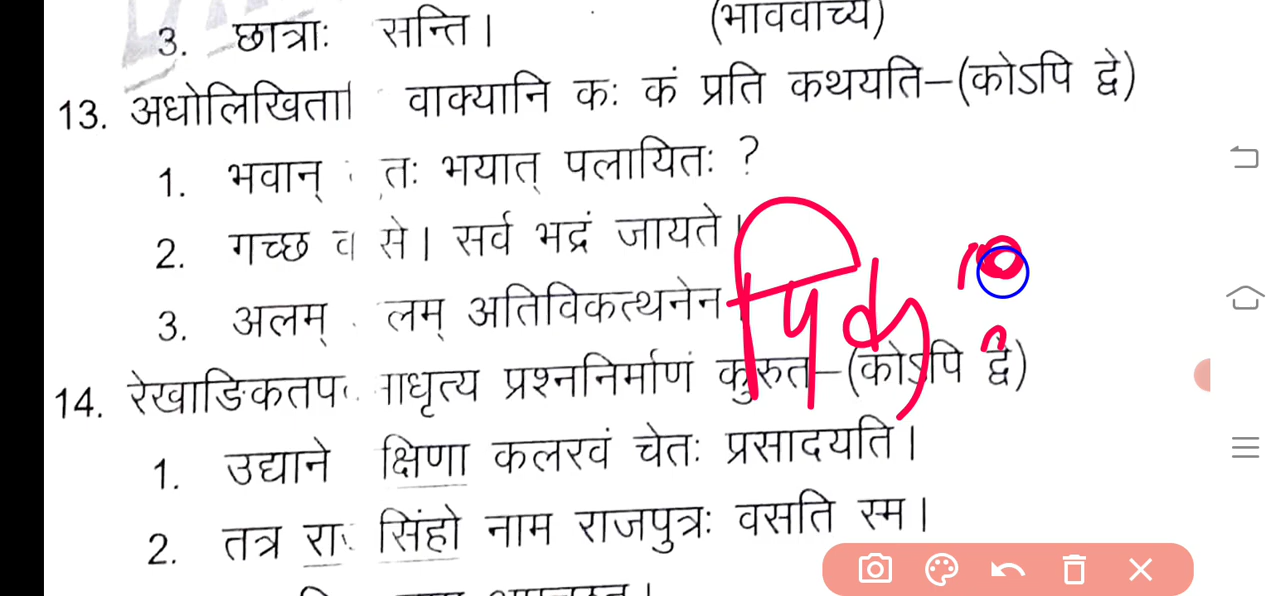 3. छात्राः सन्ति। (भाववाच्य)
13. अधोलिखिता वाक्यानि कः कं प्रति कथयति–(कोऽपि द्वे)
1. भवान् तः भयात् पलायितः ?
2. गच्छ व से। सर्व भद्रं जायते।
3. अलम् लम् अतिविकत्थनेन
14. रेखाङ्कितप माधृत्य प्रश्ननिर्माणं कुरुत–(कोऽपि द्वे)
1. उद्याने क्षिणा कलरवं चेतः प्रसादयति।
2. तत्र रा सिंहो नाम राजपुत्रः वसति स्म।